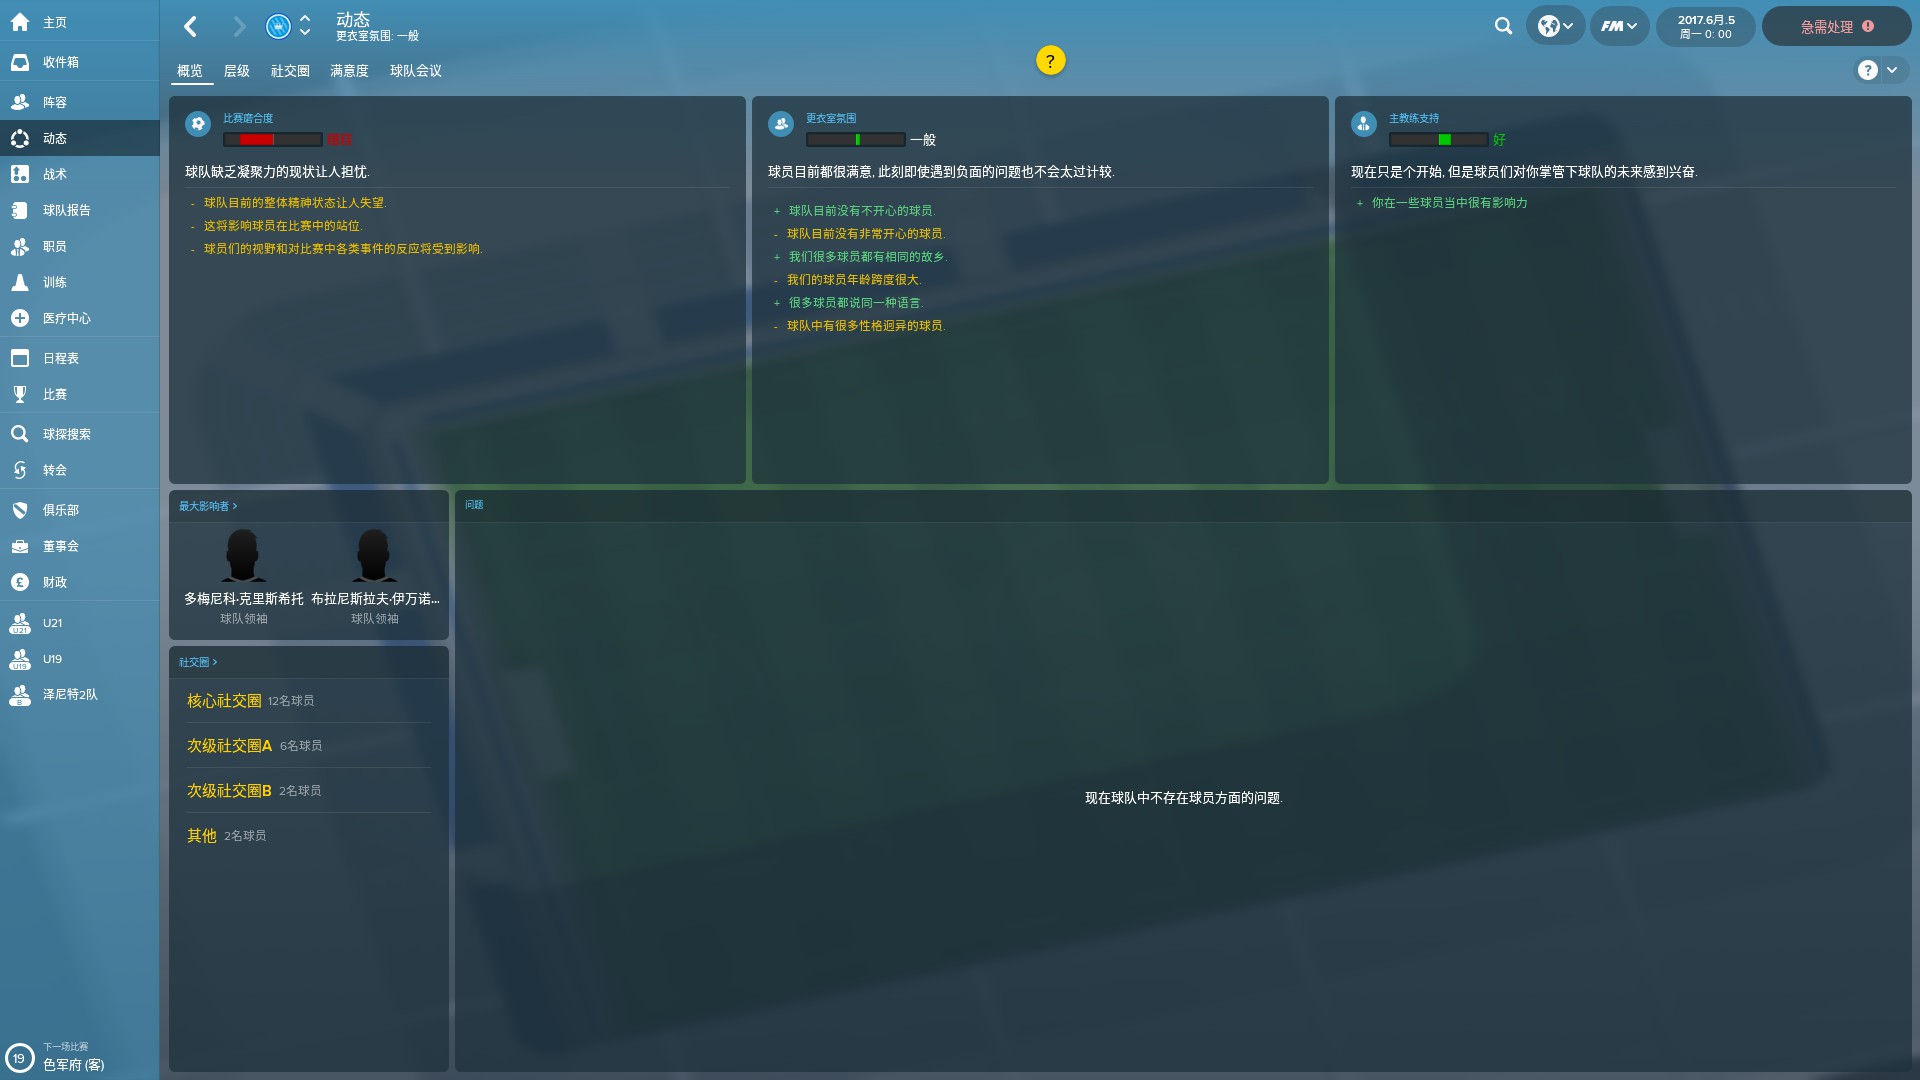 主页
收件箱
阵容
动态
战术
球队报告
职员
训练
医疗中心
日程表
比赛
球探搜索
转会
俱乐部
董事会
财政
U21
U21
U19
U19
B
泽尼特2队
19
下一场比赛
色军府 (客)
动态
更衣室氛围: 一般
FM
2017.6月.5
周一 0: 00
急需处理
概览
层级
社交圈
满意度
球队会议
?
?
比赛磨合度
球队缺乏凝聚力的现状让人担忧.
- 球队目前的整体精神状态让人失望.
- 这将影响球员在比赛中的站位.
- 球员们的视野和对比赛中各类事件的反应将受到影响.
更衣室氛围
一般
球员目前都很满意, 此刻即使遇到负面的问题也不会太过计较.
+ 球队目前没有不开心的球员.
- 球队目前没有非常开心的球员.
+ 我们很多球员都有相同的故乡.
- 我们的球员年龄跨度很大.
+ 很多球员都说同一种语言.
- 球队中有很多性格迥异的球员.
主教练支持
好
现在只是个开始, 但是球员们对你掌管下球队的未来感到兴奋.
+ 你在一些球员当中很有影响力
最大影响者
多梅尼科·克里斯希托
球队领袖
布拉尼斯拉夫·伊万诺...
球队领袖
社交圈
核心社交圈 12名球员
次级社交圈A 6名球员
次级社交圈B 2名球员
其他 2名球员
问题
现在球队中不存在球员方面的问题.